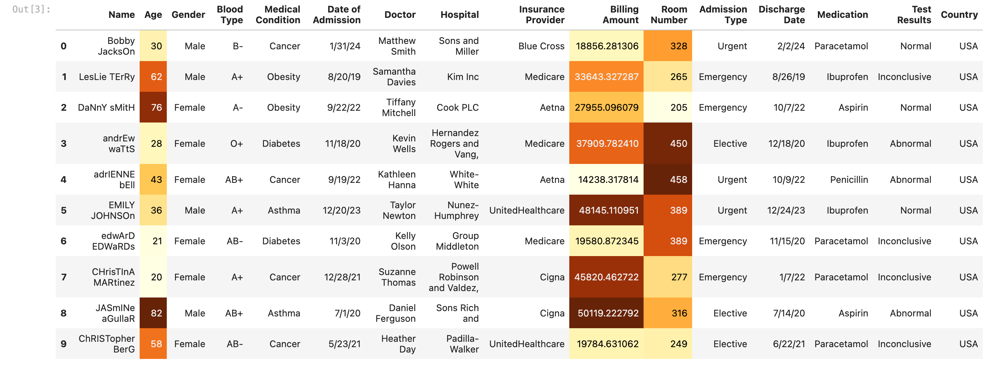 Out[3]:
Name Age Gender Blood Type Medical Condition Date of Admission Doctor Hospital Insurance Provider Billing Amount Room Number Admission Type Discharge Date Medication Test Results Country
0 Bobby JacksOn 30 Male B- Cancer 1/31/24 Matthew Smith Sons and Miller Blue Cross 18856.281306 328 Urgent 2/2/24 Paracetamol Normal USA
1 LesLie TErRy 62 Male A+ Obesity 8/20/19 Samantha Davies Kim Inc Medicare 33643.327287 265 Emergency 8/26/19 Ibuprofen Inconclusive USA
2 DaNnY sMitH 76 Female A- Obesity 9/22/22 Tiffany Mitchell Cook PLC Aetna 27955.096079 205 Emergency 10/7/22 Aspirin Normal USA
3 andrEw waTtS 28 Female O+ Diabetes 11/18/20 Kevin Wells Hernandez Rogers and Vang, Medicare 37909.782410 450 Elective 12/18/20 Ibuprofen Abnormal USA
4 adrIENNE bEll 43 Female AB+ Cancer 9/19/22 Kathleen Hanna White-White Aetna 14238.317814 458 Urgent 10/9/22 Penicillin Abnormal USA
5 EMILY JOHNSOn 36 Male A+ Asthma 12/20/23 Taylor Newton Nunez-Humphrey UnitedHealthcare 48145.110951 389 Urgent 12/24/23 Ibuprofen Normal USA
6 edwArD EDWaRDs 21 Female AB- Diabetes 11/3/20 Kelly Olson Group Middleton Medicare 19580.872345 389 Emergency 11/15/20 Paracetamol Inconclusive USA
7 CHrisTInA MARtinez 20 Female A+ Cancer 12/28/21 Suzanne Thomas Powell Robinson and Valdez, Cigna 45820.462722 277 Emergency 1/7/22 Paracetamol Inconclusive USA
8 JASmINe aGuIlaR 82 Male AB+ Asthma 7/1/20 Daniel Ferguson Sons Rich and Cigna 50119.222792 316 Elective 7/14/20 Aspirin Abnormal USA
9 ChRISTopher BerG 58 Female AB- Cancer 5/23/21 Heather Day Padilla-Walker UnitedHealthcare 19784.631062 249 Elective 6/22/21 Paracetamol Inconclusive USA